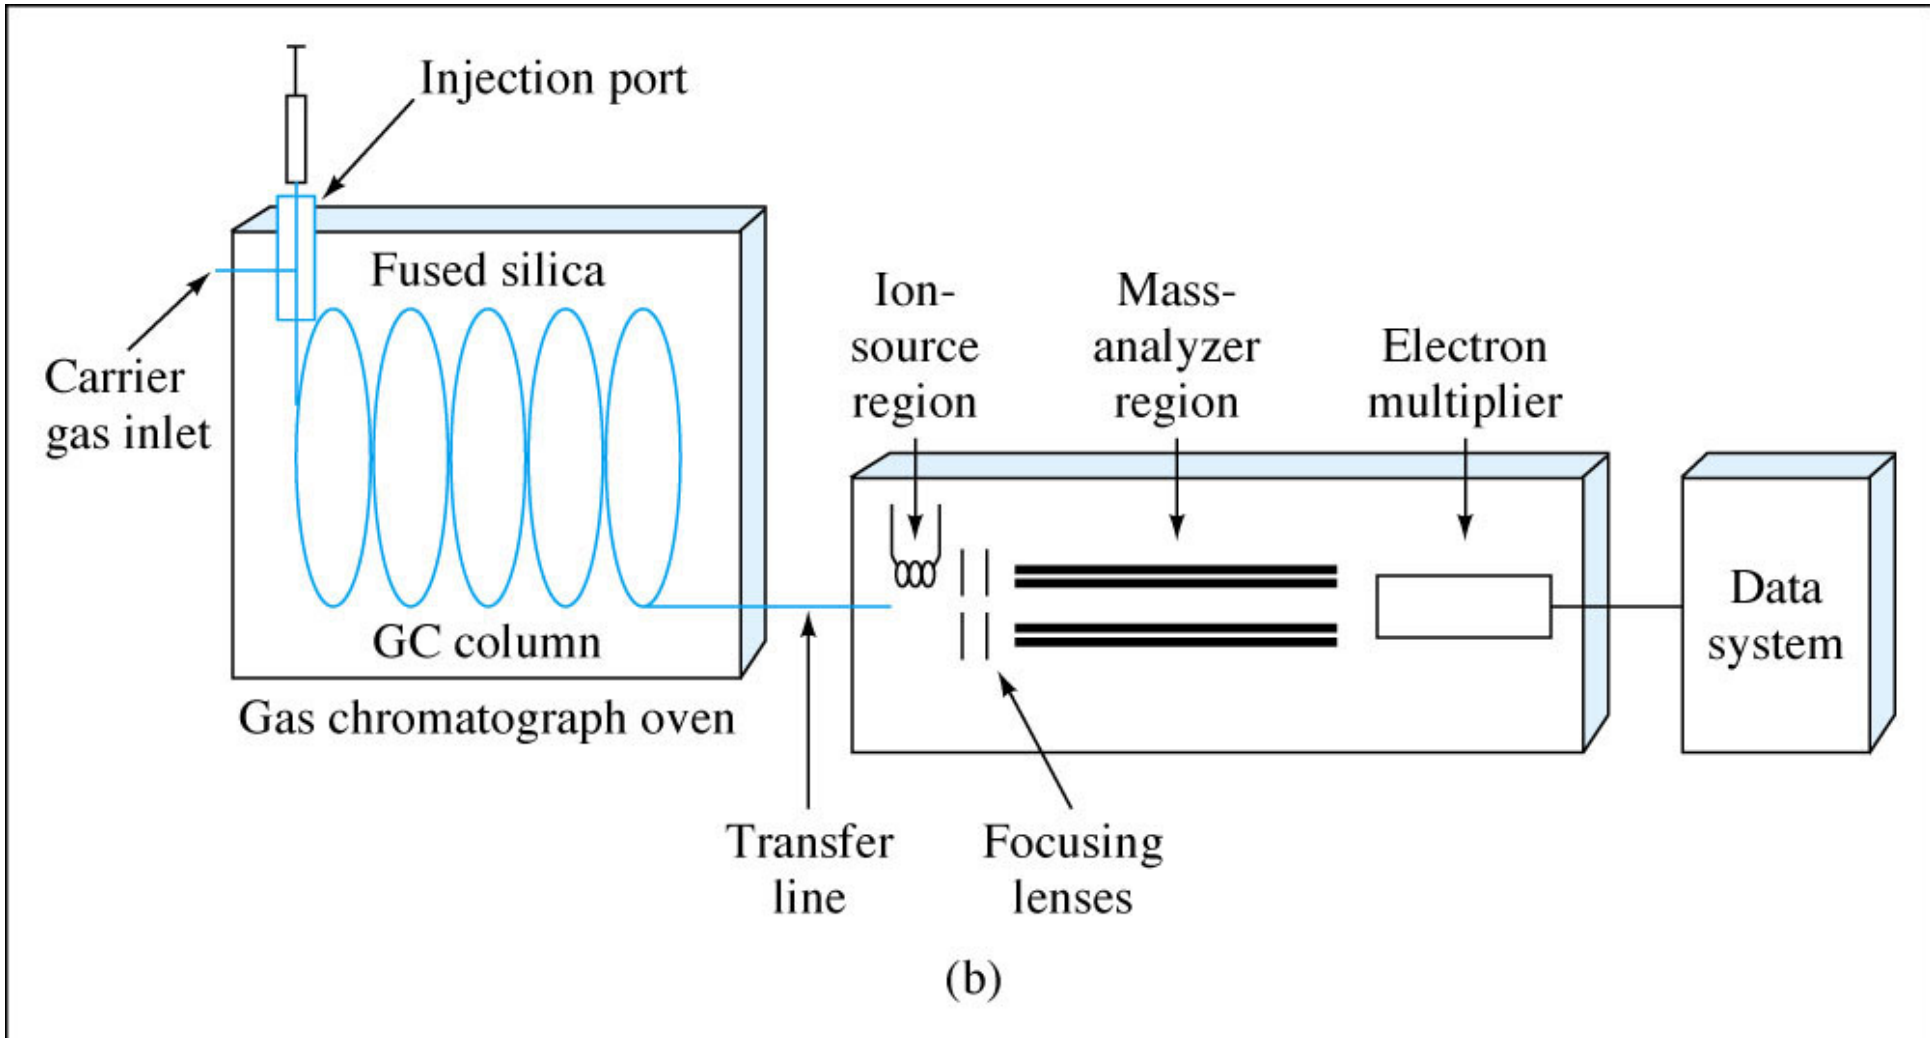 Injection port
Fused silica
Carrier
gas inlet
GC column
Gas chromatograph oven
Ion-
source
region
Mass-
analyzer
region
Electron
multiplier
Data
system
Transfer
line
Focusing
lenses
(b)